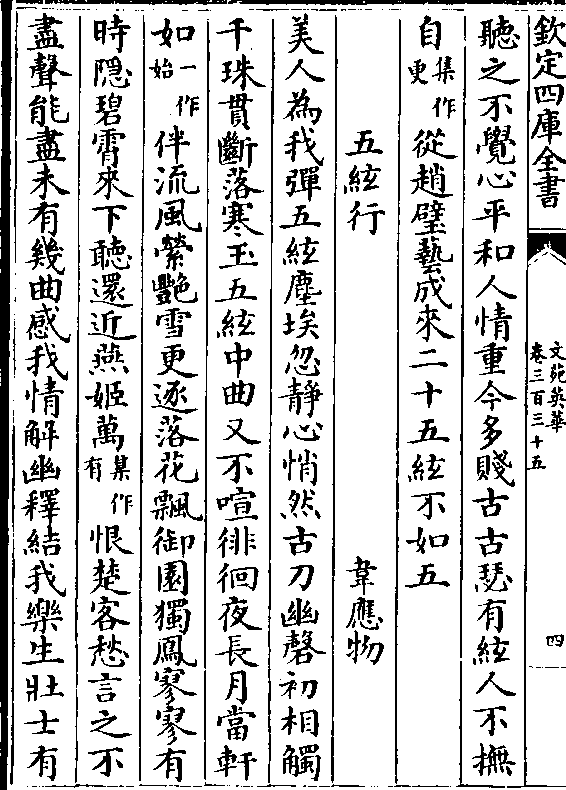 欽定四庫全書
文苑英華
卷三百三十五
四
聽之不覺心平和人情重今多賤古古瑟有絃人不撫
自集作更從趙璧藝成來二十五絃不如五
五絃行 韋應物
美人為我彈五絃塵埃忽靜心悄然古刀幽磬初相觸
千珠貫斷落寒玉五絃中曲又不喧徘徊夜長月當軒
如一作始伴流風縈艷雪更逐落花飄御園獨鳳寥寥有
時隠碧霄來下聽還近燕姬萬集作有恨楚客愁言之不
盡聲能盡未有幾曲感我情解幽釋結我樂生壯士有